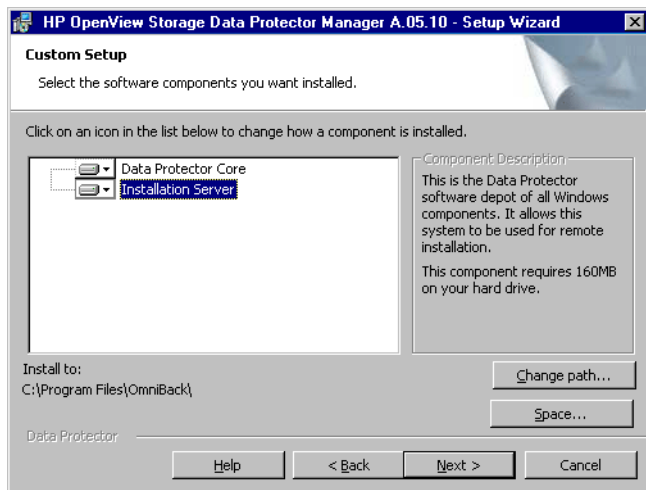 HP OpenView Storage Data Protector Manager A.05.10 - Setup Wizard
Custom Setup
Select the software components you want installed.
Click on an icon in the list below to change how a component is installed.
Data Protector Core
Installation Server
Component Description
This is the Data Protector
software depot of all Windows
components. It allows this
system to be used for remote
installation.
This component requires 160MB
on your hard drive.
Install to:
C:\Program Files\OmniBack\
Change path...
Space...
Data Protector
Help
< Back
Next >
Cancel